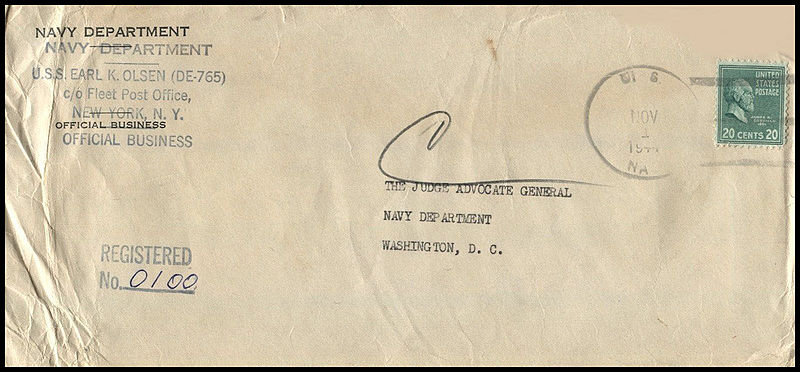 NAVY DEPARTMENT
NAVY DEPARTMENT
U.S.S. EARL K. OLSEN (DE-765)
c/o Fleet Post Office,
NEW YORK, N. Y.
OFFICIAL BUSINESS
OFFICIAL BUSINESS
NOV
1
NA
UNITED
STATES
POSTAGE
20 CENTS 20
THE JUDGE ADVOCATE GENERAL
NAVY DEPARTMENT
WASHINGTON, D. C.
REGISTERED
No. 0100